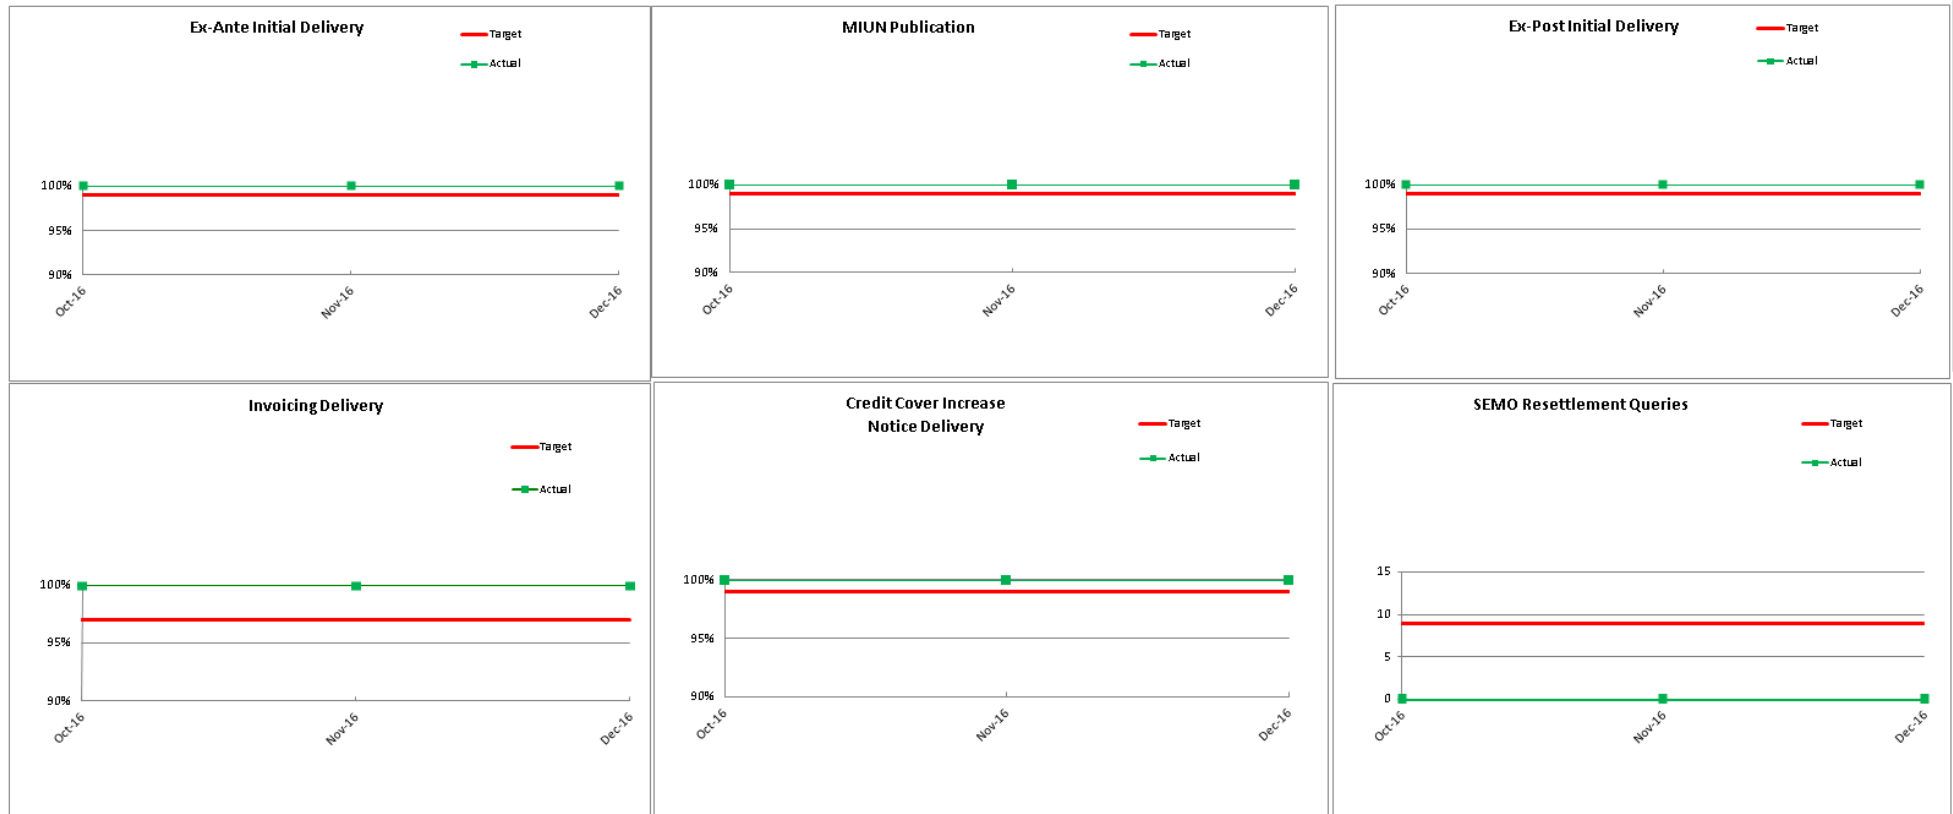 Ex-Ante Initial Delivery
Target
Actual
100%
95%
90%
Oct-16
Nov-16
Dec-16
MIUN Publication
Target
Actual
100%
95%
90%
Oct-16
Nov-16
Dec-16
Ex-Post Initial Delivery
Target
Actual
100%
95%
90%
Oct-16
Nov-16
Dec-16
Invoicing Delivery
Target
Actual
100%
95%
90%
Oct-16
Nov-16
Dec-16
Credit Cover Increase
Notice Delivery
Target
Actual
100%
95%
90%
Oct-16
Nov-16
Dec-16
SEMO Resettlement Queries
Target
Actual
15
10
5
0
Oct-16
Nov-16
Dec-16